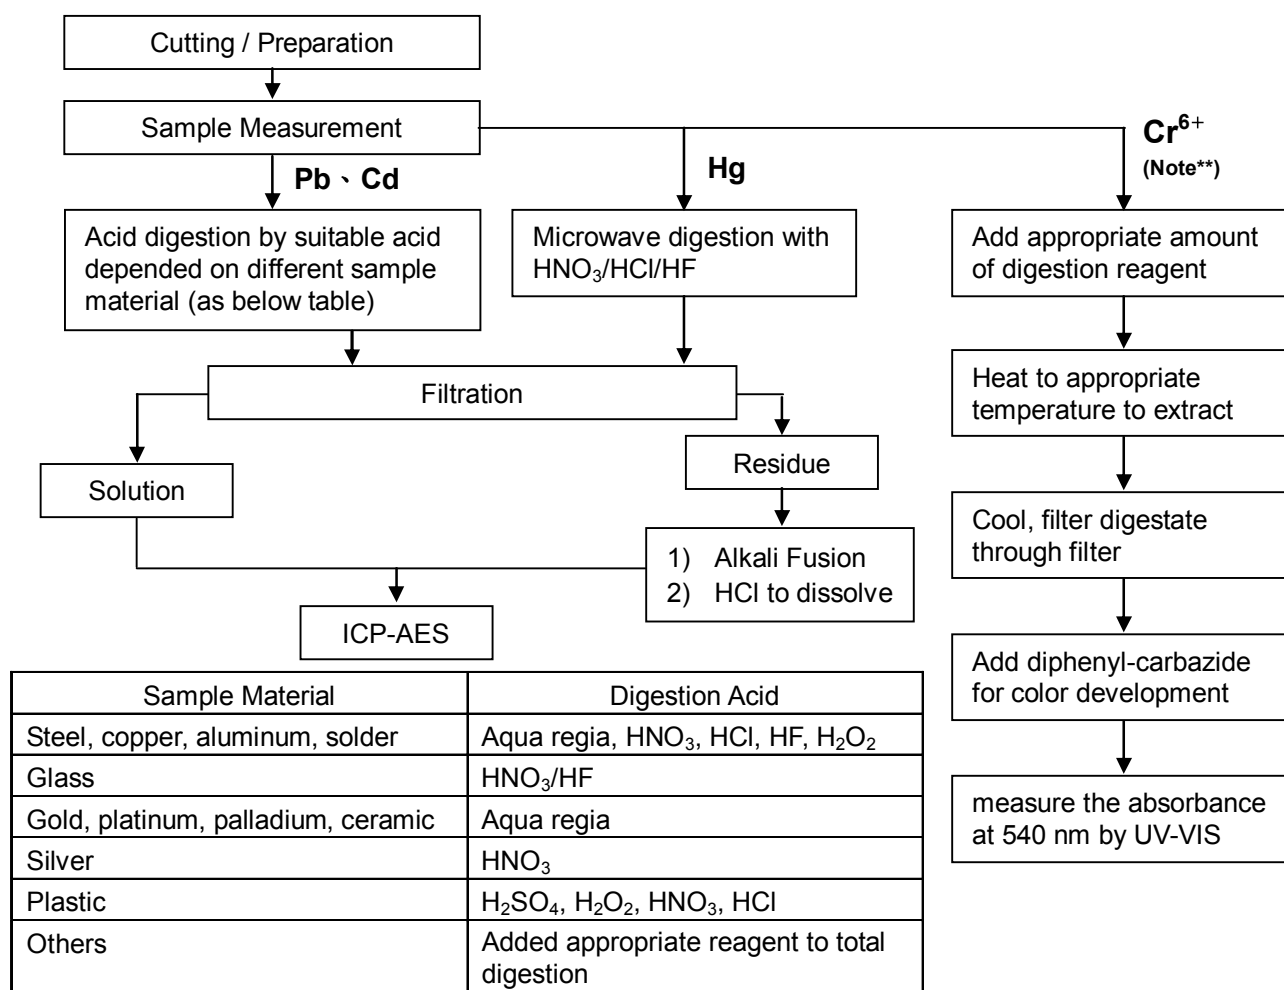 Cutting / Preparation
Sample Measurement
Pb、Cd
Hg
Cr⁶⁺
(Note**)
Acid digestion by suitable acid
depended on different sample
material (as below table)
Microwave digestion with
HNO₃/HCl/HF
Add appropriate amount
of digestion reagent
Filtration
Heat to appropriate
temperature to extract
Solution
Residue
Cool, filter digestate
through filter
1) Alkali Fusion
2) HCl to dissolve
ICP-AES
Add diphenyl-carbazide
for color development
measure the absorbance
at 540 nm by UV-VIS
Sample Material Digestion Acid
Steel, copper, aluminum, solder Aqua regia, HNO₃, HCl, HF, H₂O₂
Glass HNO₃/HF
Gold, platinum, palladium, ceramic Aqua regia
Silver HNO₃
Plastic H₂SO₄, H₂O₂, HNO₃, HCl
Others Added appropriate reagent to total
digestion